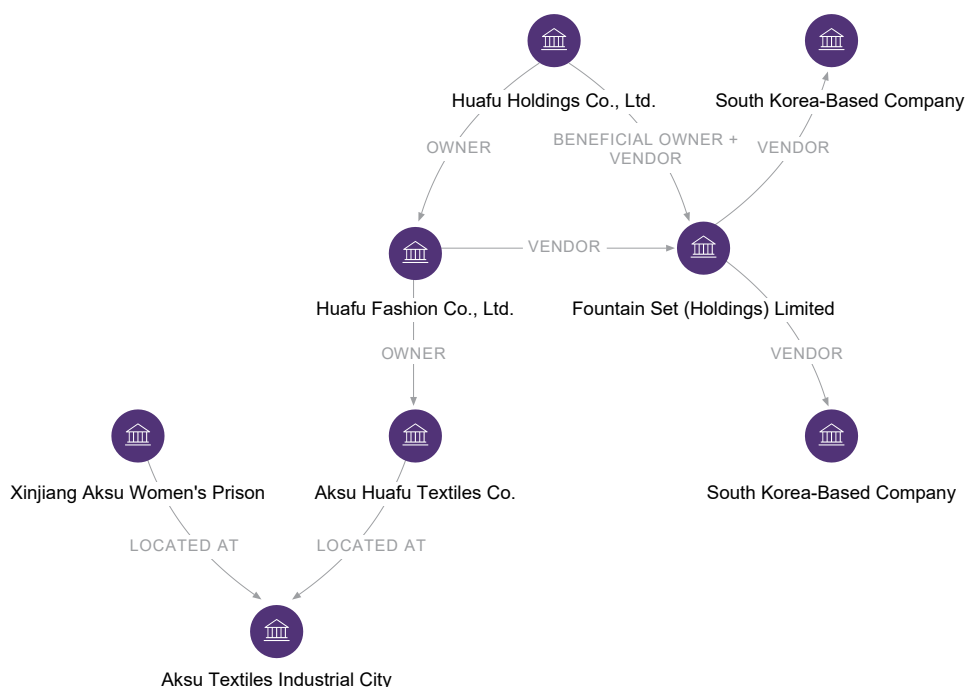 Huafu Holdings Co., Ltd.
South Korea-Based Company
OWNER
BENEFICIAL OWNER +
VENDOR
VENDOR
VENDOR
Huafu Fashion Co., Ltd.
Fountain Set (Holdings) Limited
OWNER
VENDOR
Xinjiang Aksu Women's Prison
Aksu Huafu Textiles Co.
South Korea-Based Company
LOCATED AT
LOCATED AT
Aksu Textiles Industrial City